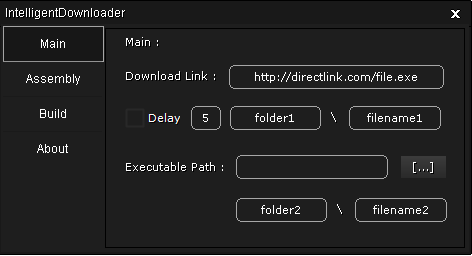 IntelligentDownloader x
Main
Assembly
Build
About
Main :
Download Link : http://directlink.com/file.exe
Delay 5 folder1 \ filename1
Executable Path : [...]
folder2 \ filename2